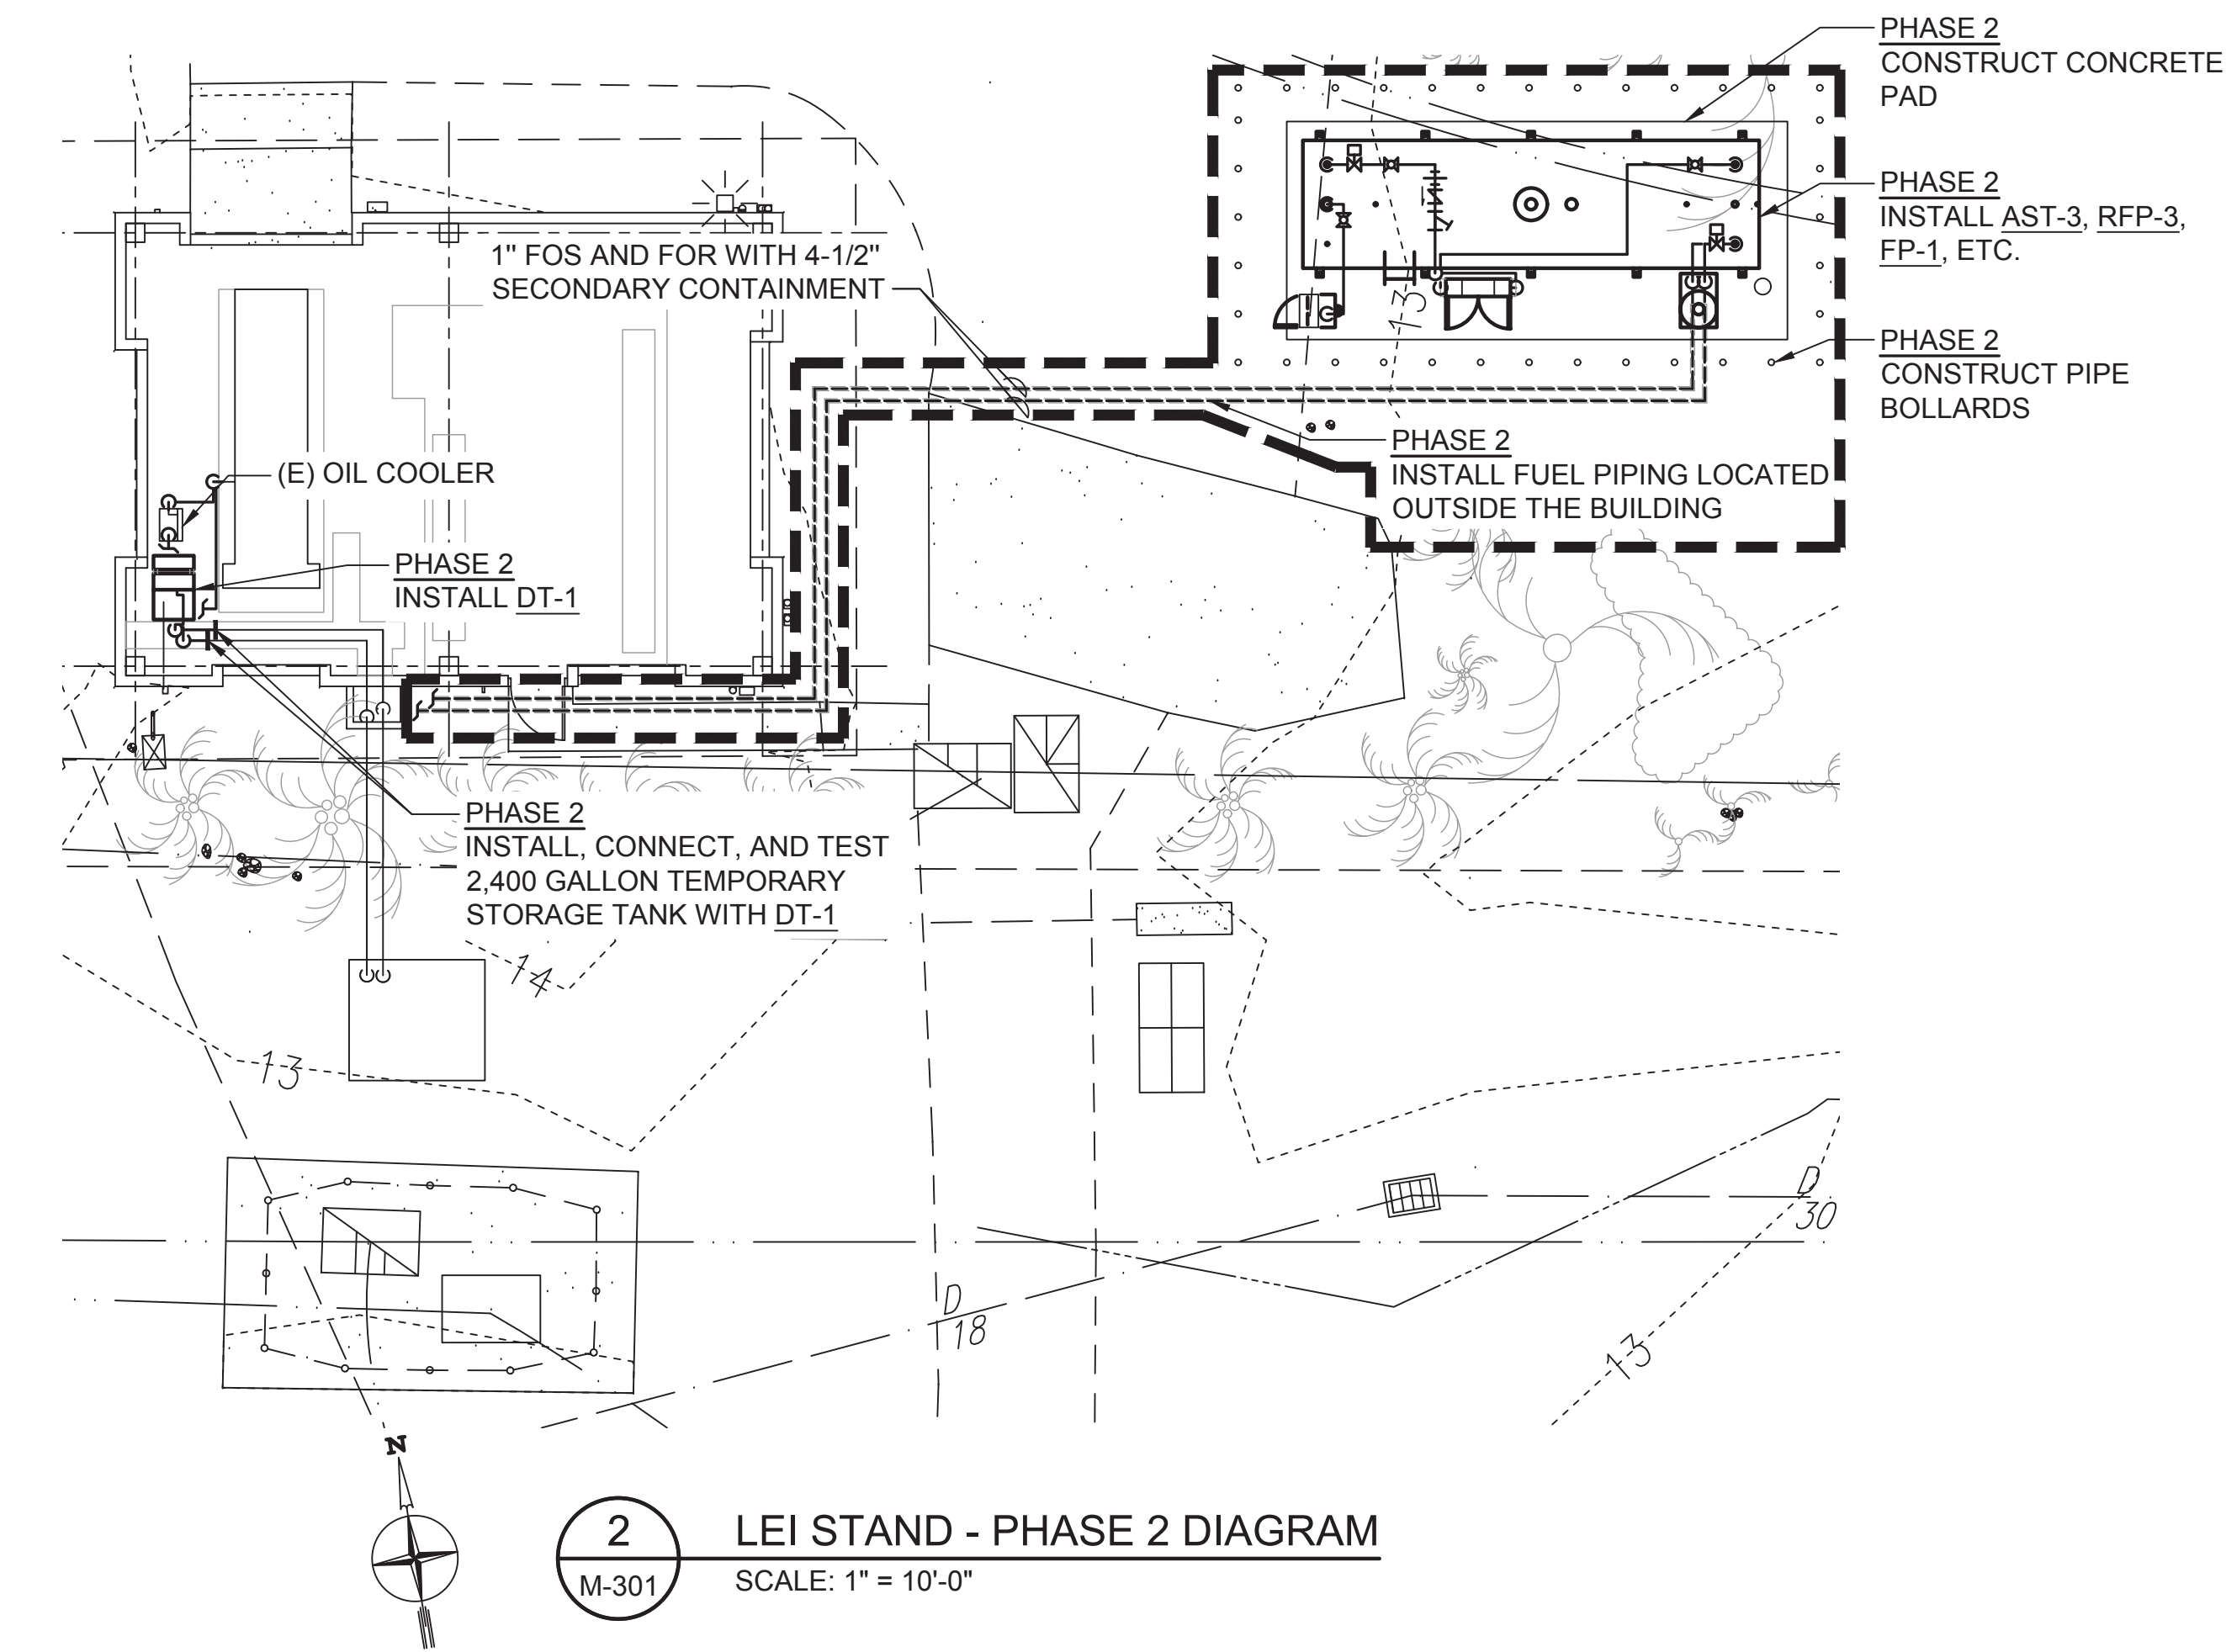 PHASE 2
CONSTRUCT CONCRETE
PAD
PHASE 2
INSTALL AST-3, RFP-3,
FP-1, ETC.
1" FOS AND FOR WITH 4-1/2"
SECONDARY CONTAINMENT
13
PHASE 2
CONSTRUCT PIPE
BOLLARDS
PHASE 2
INSTALL FUEL PIPING LOCATED
OUTSIDE THE BUILDING
(E) OIL COOLER
PHASE 2
INSTALL DT-1
PHASE 2
INSTALL, CONNECT, AND TEST
2,400 GALLON TEMPORARY
STORAGE TANK WITH DT-1
14
13
D
30
D
18
13
N
2
M-301
LEI STAND - PHASE 2 DIAGRAM
SCALE: 1" = 10'-0"